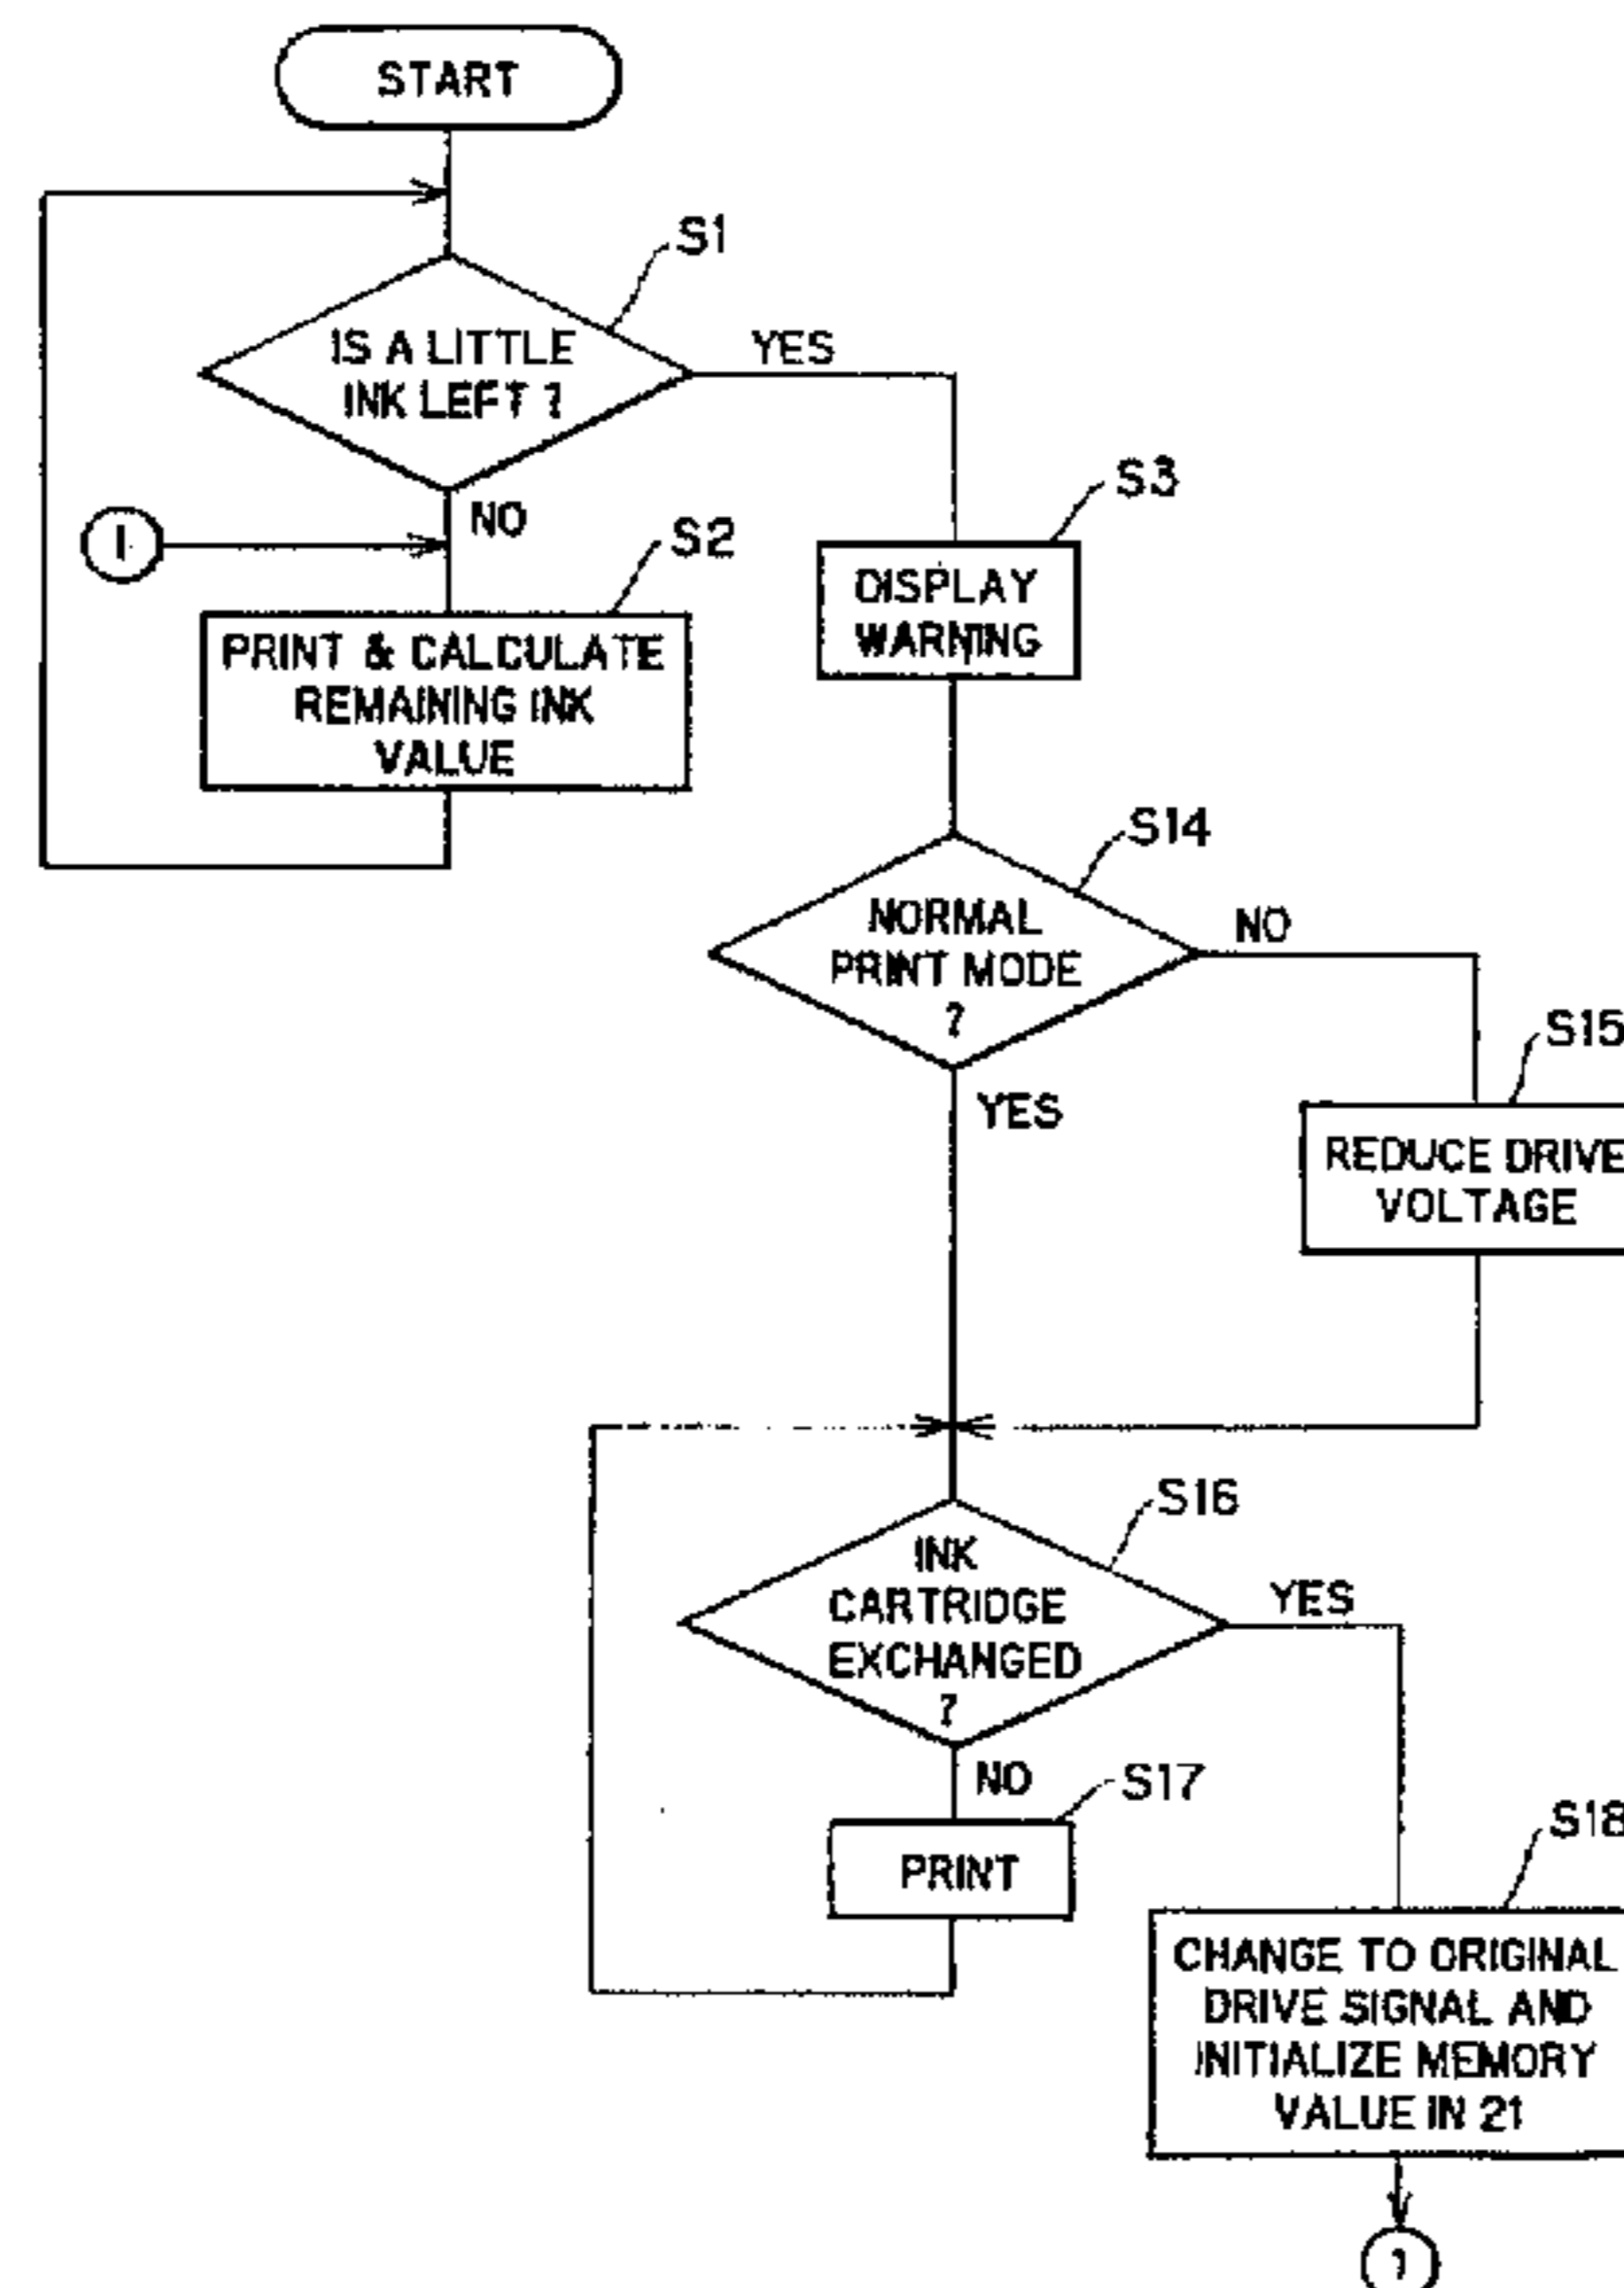 START
S1
IS A LITTLE
INK LEFT ?
YES
NO
1
S2
PRINT & CALCULATE
REMAINING INK
VALUE
S3
DISPLAY
WARNING
S14
NORMAL
PRINT MODE
?
NO
YES
S15
REDUCE DRIVE
VOLTAGE
S16
INK
CARTRIDGE
EXCHANGED
?
YES
NO
S17
PRINT
S18
CHANGE TO ORIGINAL
DRIVE SIGNAL AND
INITIALIZE MEMORY
VALUE IN 21
1